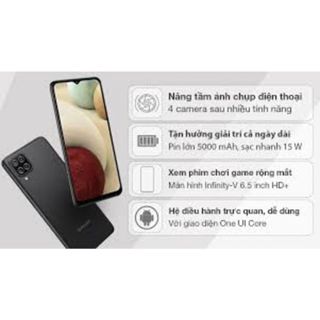 Nâng tầm ảnh chụp điện thoại
4 camera sau nhiều tính năng
Tận hưởng giải trí cả ngày dài
Pin lớn 5000 mAh, sạc nhanh 15 W
Xem phim chơi game rộng mắt
Màn hình Infinity-V 6.5 inch HD+
Hệ điều hành trực quan, dễ dùng
Với giao diện One UI Core